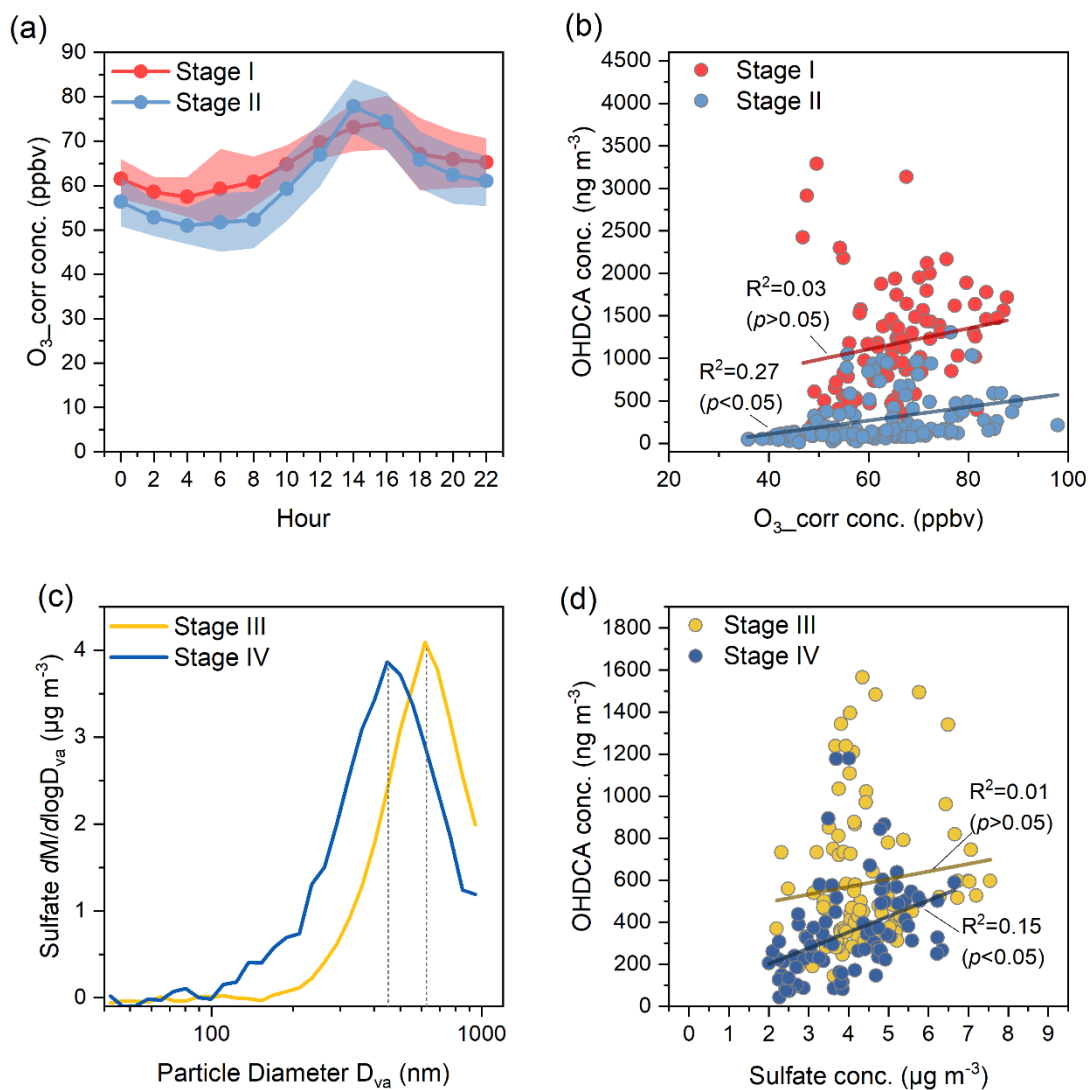 (a)
90
80
70
60
50
40
30
20
10
0
O₃_corr conc. (ppbv)
Stage I
Stage II
0 2 4 6 8 10 12 14 16 18 20 22
Hour
(b)
4500
4000
3500
3000
2500
2000
1500
1000
500
0
OHDCA conc. (ng m⁻³)
Stage I
Stage II
R²=0.03
(p>0.05)
R²=0.27
(p<0.05)
20 40 60 80 100
O₃_corr conc. (ppbv)
(c)
4
3
2
1
0
Sulfate dM/dlogDva (µg m⁻³)
Stage III
Stage IV
100 1000
Particle Diameter Dva (nm)
(d)
1800
1600
1400
1200
1000
800
600
400
200
0
OHDCA conc. (ng m⁻³)
Stage III
Stage IV
R²=0.01
(p>0.05)
R²=0.15
(p<0.05)
0 1 2 3 4 5 6 7 8 9
Sulfate conc. (µg m⁻³)